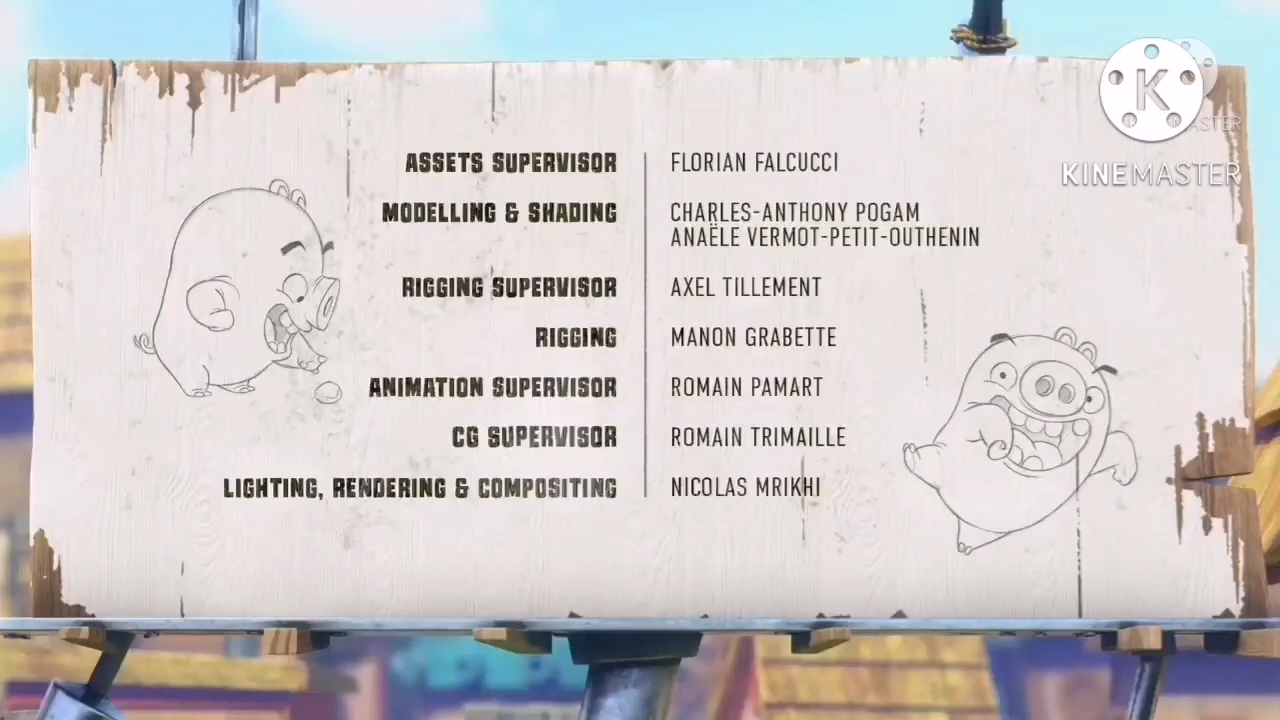 ASSETS SUPERVISOR FLORIAN FALCUCCI
MODELLING & SHADING CHARLES-ANTHONY POGAM
ANAËLE VERMOT-PETIT-OUTHENIN
RIGGING SUPERVISOR AXEL TILLEMENT
RIGGING MANON GRABETTE
ANIMATION SUPERVISOR ROMAIN PAMART
CG SUPERVISOR ROMAIN TRIMAILLE
LIGHTING, RENDERING & COMPOSITING NICOLAS MRIKHI
K
KINEMASTER
MASTER